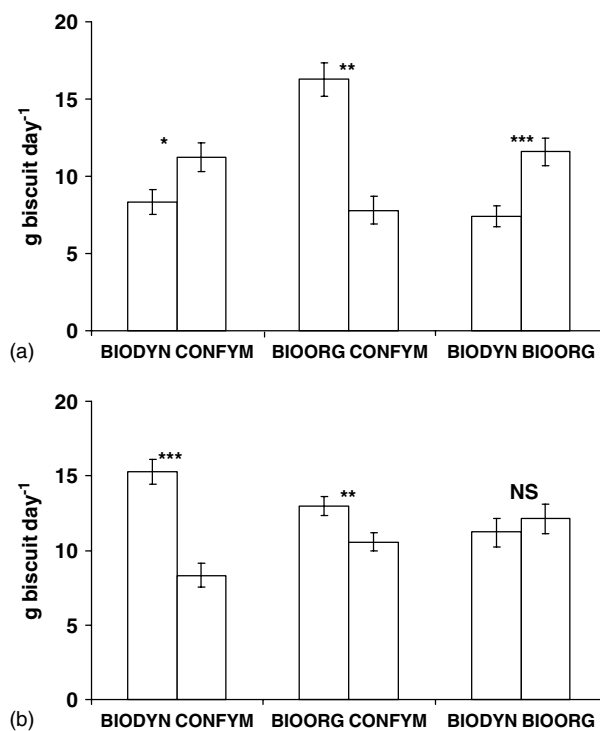 20
**
15
***
*
10
g biscuit day⁻¹
5
0
(a)
BIODYN CONFYM
BIOORG CONFYM
BIODYN BIOORG
20
***
15
**
NS
10
g biscuit day⁻¹
5
0
(b)
BIODYN CONFYM
BIOORG CONFYM
BIODYN BIOORG